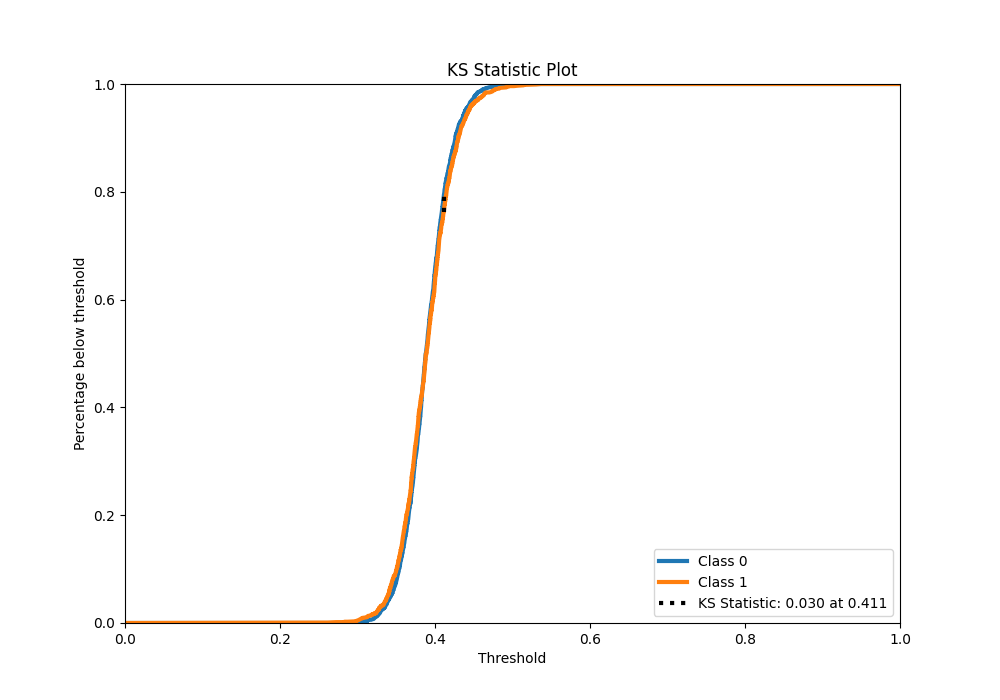 KS Statistic Plot
1.0
0.8
0.6
0.4
0.2
0.0
Percentage below threshold
0.0 0.2 0.4 0.6 0.8 1.0
Threshold
Class 0
Class 1
KS Statistic: 0.030 at 0.411